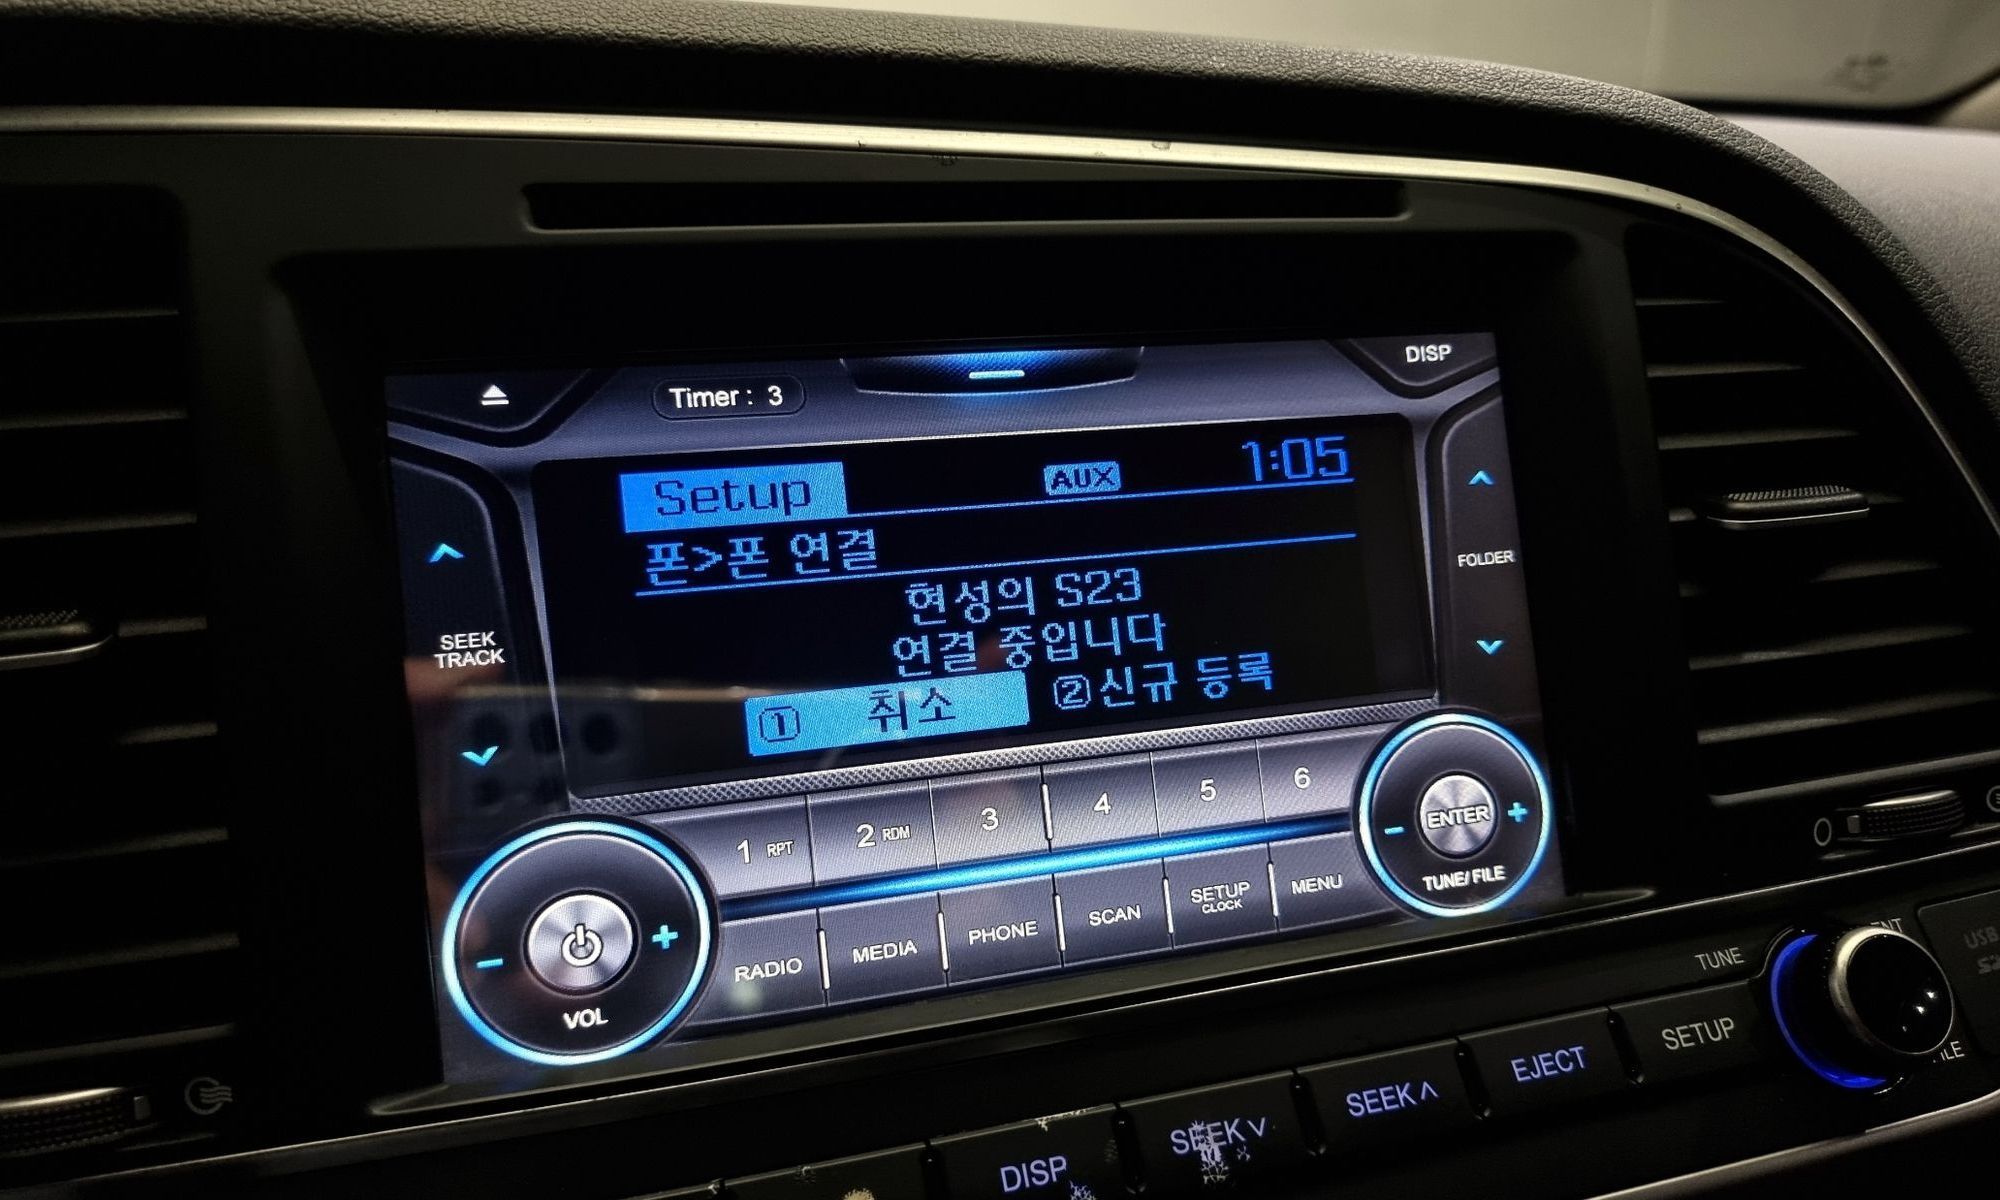 DISP
Timer : 3
Setup AUX 1:05
폰>폰 연결
현성의 S23
연결 중입니다
① 취소 ②신규 등록
SEEK
TRACK
FOLDER
1 RPT 2 RDM 3 4 5 6
ENTER
TUNE/FILE
VOL
RADIO MEDIA PHONE SCAN SETUP MENU
CLOCK
TUNE
DISP SEEK∨ SEEK∧ EJECT SETUP
USB